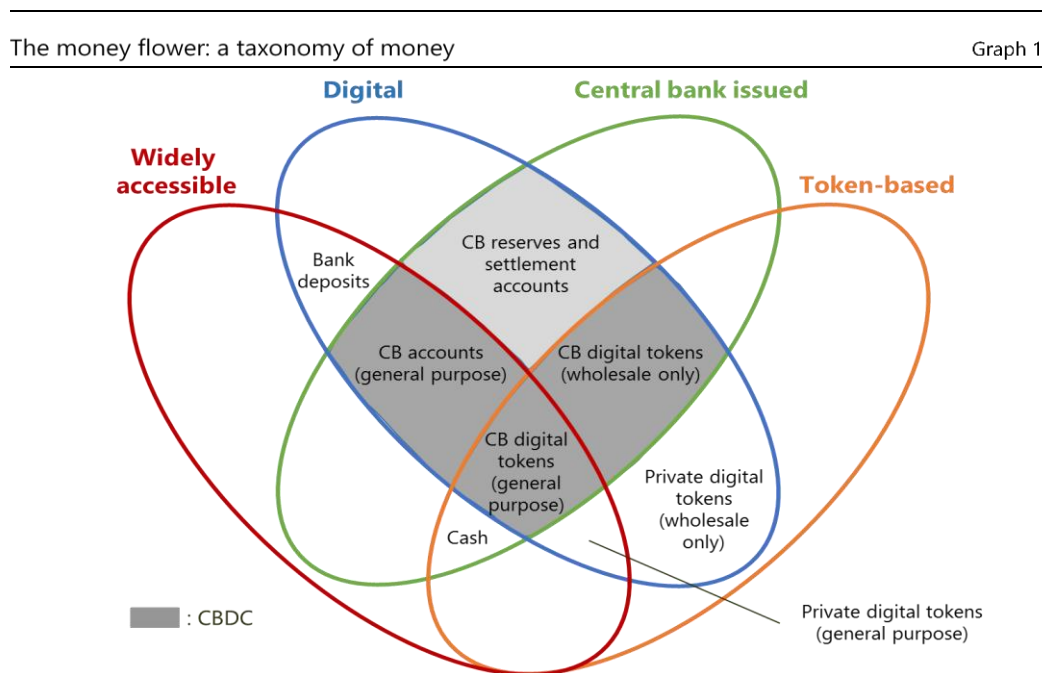 The money flower: a taxonomy of money
Graph 1
Digital
Central bank issued
Widely
accessible
Token-based
Bank
deposits
CB reserves and
settlement
accounts
CB accounts
(general purpose)
CB digital tokens
(wholesale only)
CB digital
tokens
(general
purpose)
Private digital
tokens
(wholesale
only)
Cash
Private digital tokens
(general purpose)
: CBDC